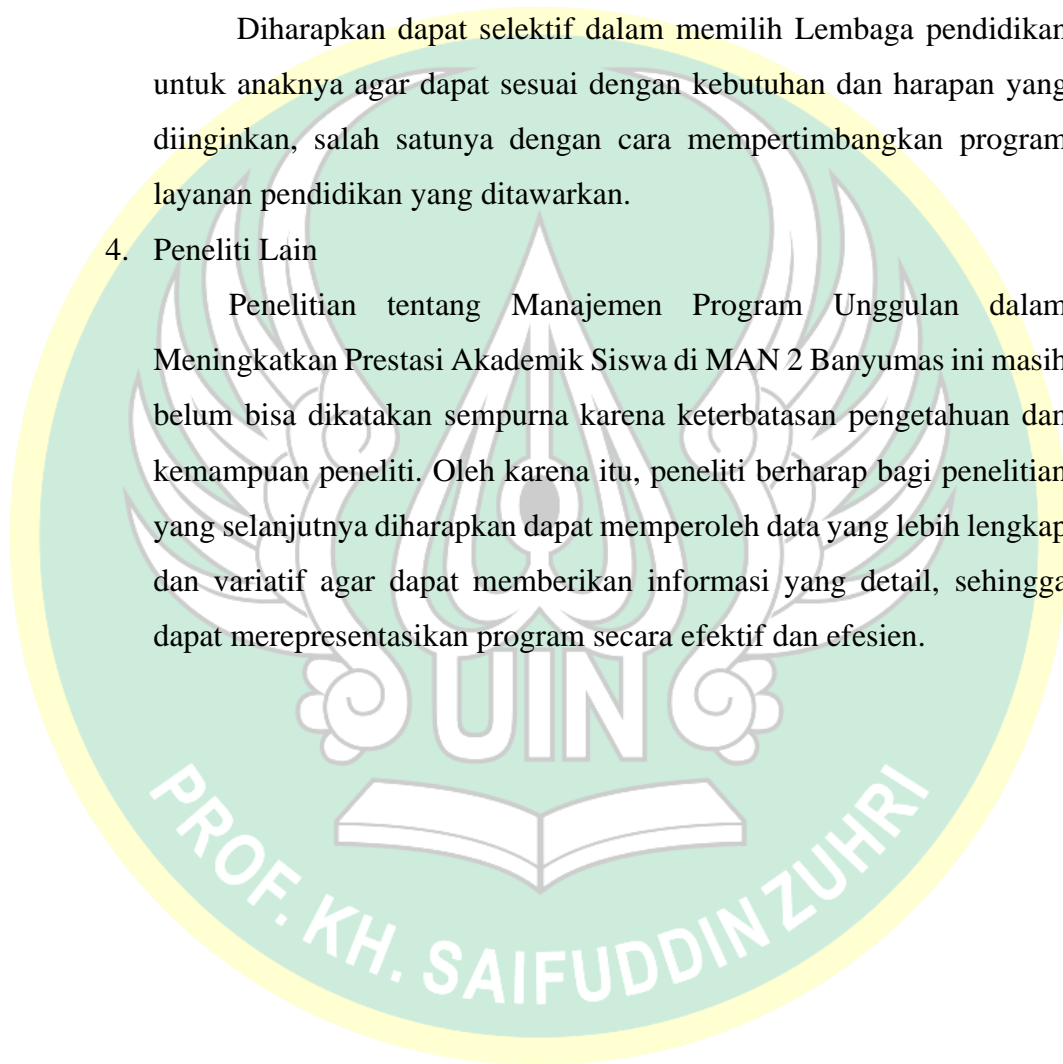 Diharapkan dapat selektif dalam memilih Lembaga pendidikan
untuk anaknya agar dapat sesuai dengan kebutuhan dan harapan yang
diinginkan, salah satunya dengan cara mempertimbangkan program
layanan pendidikan yang ditawarkan.
4. Peneliti Lain
Penelitian tentang Manajemen Program Unggulan dalam
Meningkatkan Prestasi Akademik Siswa di MAN 2 Banyumas ini masih
belum bisa dikatakan sempurna karena keterbatasan pengetahuan dan
kemampuan peneliti. Oleh karena itu, peneliti berharap bagi penelitian
yang selanjutnya diharapkan dapat memperoleh data yang lebih lengkap
dan variatif agar dapat memberikan informasi yang detail, sehingga
dapat merepresentasikan program secara efektif dan efesien.
UIN
PROF. KH. SAIFUDDIN ZUHRI